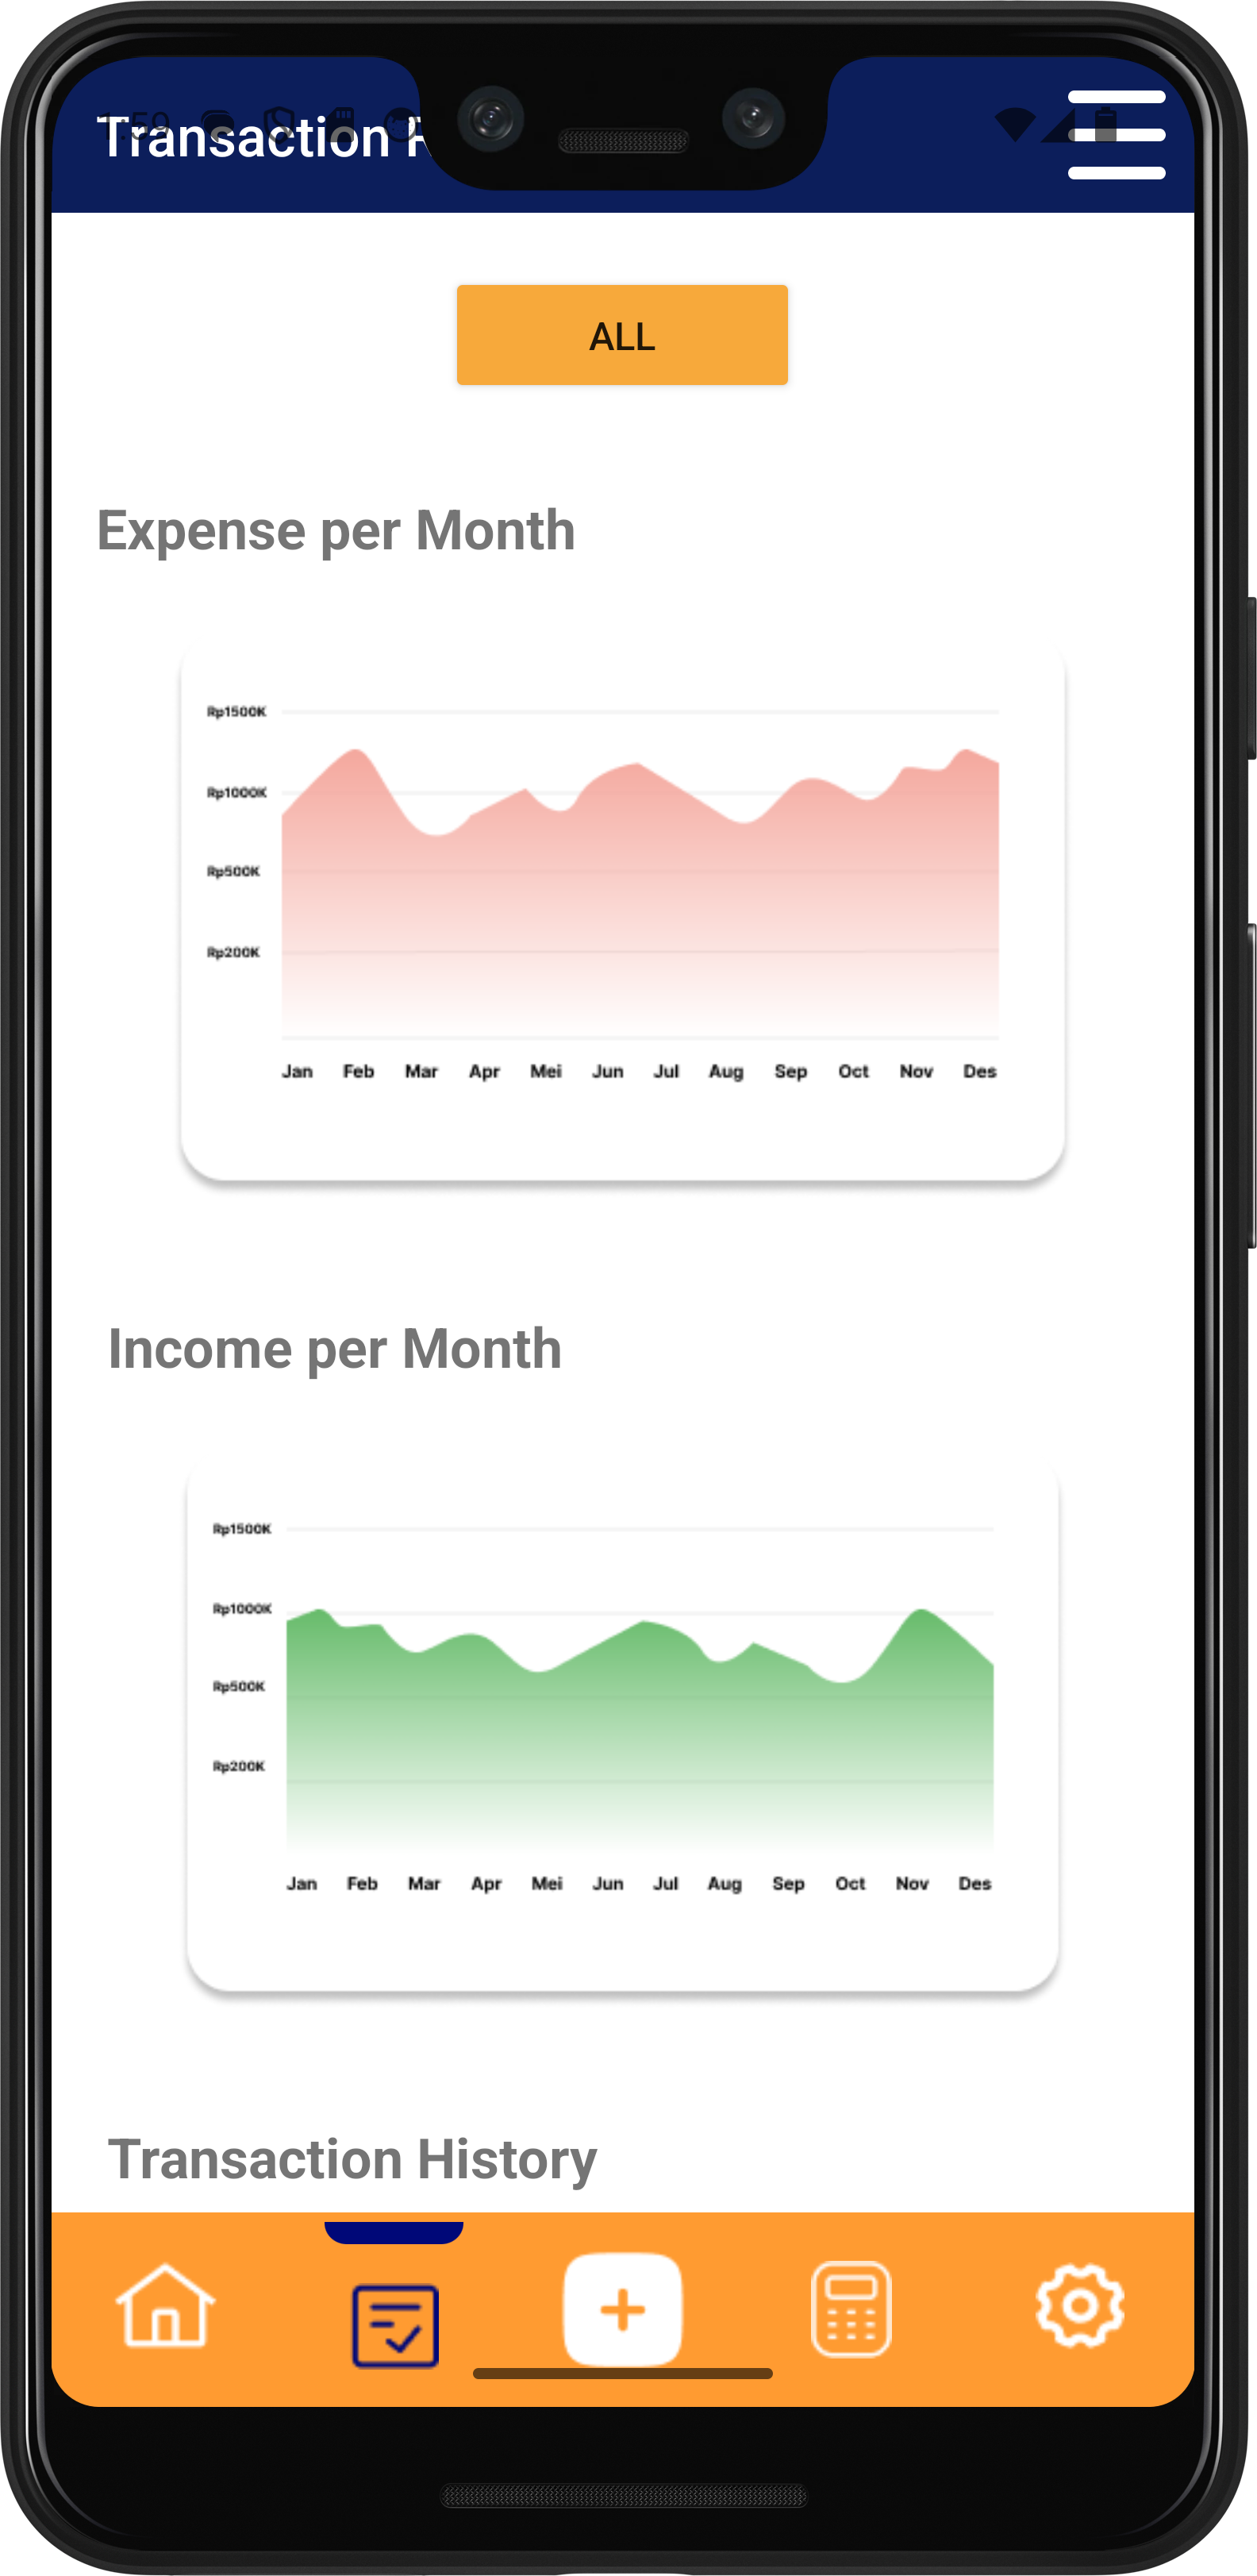 1:59
Transaction
ALL
Expense per Month
Rp1500K
Rp1000K
Rp500K
Rp200K
Jan Feb Mar Apr Mei Jun Jul Aug Sep Oct Nov Des
Income per Month
Rp1500K
Rp1000K
Rp500K
Rp200K
Jan Feb Mar Apr Mei Jun Jul Aug Sep Oct Nov Des
Transaction History